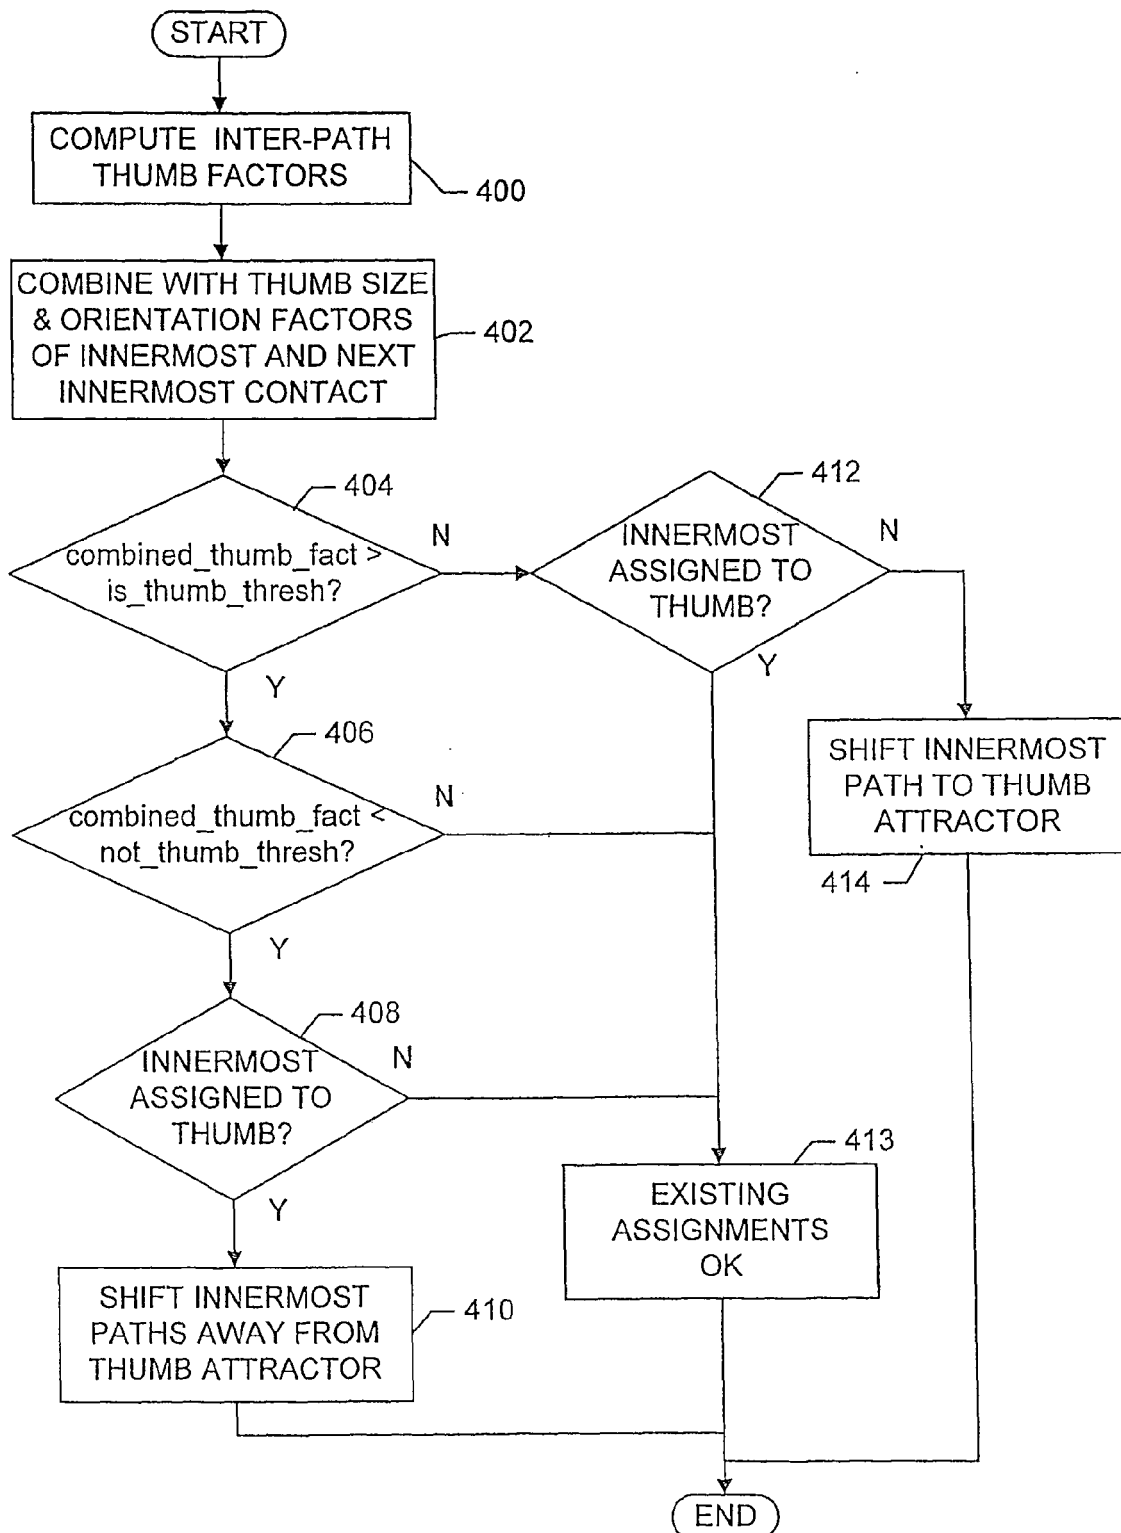 START
COMPUTE INTER-PATH
THUMB FACTORS
400
COMBINE WITH THUMB SIZE
& ORIENTATION FACTORS
OF INNERMOST AND NEXT
INNERMOST CONTACT
402
404
combined_thumb_fact >
is_thumb_thresh?
N
Y
412
INNERMOST
ASSIGNED TO
THUMB?
N
Y
406
combined_thumb_fact <
not_thumb_thresh?
N
Y
SHIFT INNERMOST
PATH TO THUMB
ATTRACTOR
414
408
INNERMOST
ASSIGNED TO
THUMB?
N
Y
413
EXISTING
ASSIGNMENTS
OK
SHIFT INNERMOST
PATHS AWAY FROM
THUMB ATTRACTOR
410
END